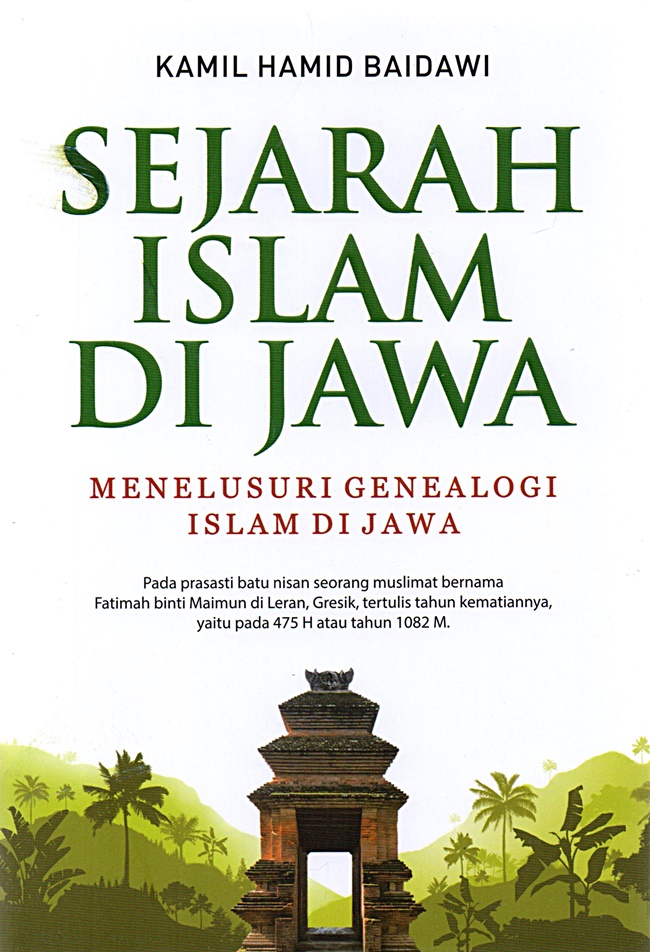 KAMIL HAMID BAIDAWI
SEJARAH
ISLAM
DI JAWA
MENELUSURI GENEALOGI
ISLAM DI JAWA
Pada prasasti batu nisan seorang muslimat bernama
Fatimah binti Maimun di Leran, Gresik, tertulis tahun kematiannya,
yaitu pada 475 H atau tahun 1082 M.